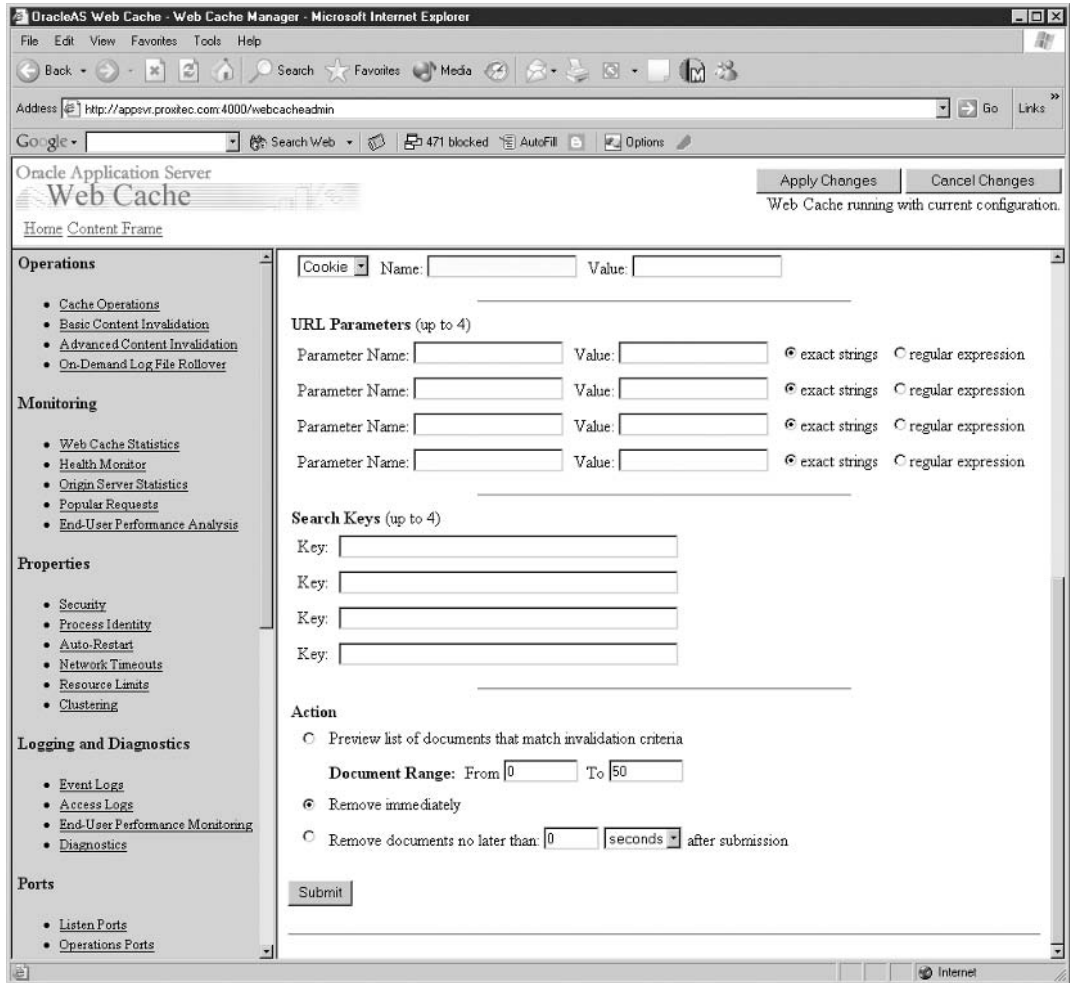 OracleAS Web Cache - Web Cache Manager - Microsoft Internet Explorer
File Edit View Favorites Tools Help
Back Search Favorites Media
Address http://appsvr.proxitec.com:4000/webcacheadmin Go Links »
Google Search Web 471 blocked AutoFill Options
Oracle Application Server
Web Cache
Home Content Frame
Apply Changes Cancel Changes
Web Cache running with current configuration.
Operations
• Cache Operations
• Basic Content Invalidation
• Advanced Content Invalidation
• On-Demand Log File Rollover
Monitoring
• Web Cache Statistics
• Health Monitor
• Origin Server Statistics
• Popular Requests
• End-User Performance Analysis
Properties
• Security
• Process Identity
• Auto-Restart
• Network Timeouts
• Resource Limits
• Clustering
Logging and Diagnostics
• Event Logs
• Access Logs
• End-User Performance Monitoring
• Diagnostics
Ports
• Listen Ports
• Operations Ports
Cookie Name: Value:
URL Parameters (up to 4)
Parameter Name: Value: exact strings regular expression
Parameter Name: Value: exact strings regular expression
Parameter Name: Value: exact strings regular expression
Parameter Name: Value: exact strings regular expression
Search Keys (up to 4)
Key:
Key:
Key:
Key:
Action
Preview list of documents that match invalidation criteria
Document Range: From 0 To 50
Remove immediately
Remove documents no later than: 0 seconds after submission
Submit
Internet